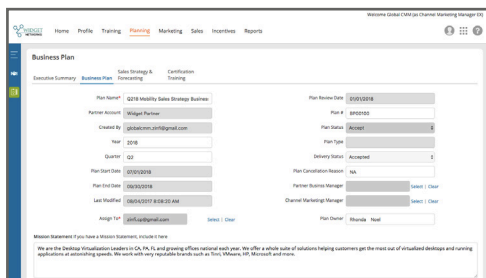 Welcome Global CMM (as Channel Marketing Manager EX)
WIDGET NETWORKS Home Profile Training Planning Marketing Sales Incentives Reports
Business Plan
Executive Summary Business Plan Sales Strategy & Forecasting Certification Training
Plan Name* Q218 Mobility Sales Strategy Busines Plan Review Date 01/01/2018
Partner Account Widget Partner Plan # BP00100
Created By globalcmm.zinfi@gmail.com Plan Status Accept
Year 2018 Plan Type
Quarter Q2 Delivery Status Accepted
Plan Start Date 07/01/2018 Plan Cancellation Reason NA
Plan End Date 09/30/2018 Partner Business Manager Select | Clear
Last Modified 09/04/2017 9:08:20 AM Channel Marketing Manager Select | Clear
Assign To* zinfi.sp@gmail.com Select | Clear Plan Owner Rhonda Noel
Mission Statement If you have a Mission Statement, include it here
We are the Desktop Virtualization Leaders in CA, PA, FL and growing offices national each year. We offer a whole suite of solutions helping customers get the most out of virtualized desktops and running
applications at astonishing speeds. We work with very reputable brands such as Tinri, VMware, HP, Microsoft and more.